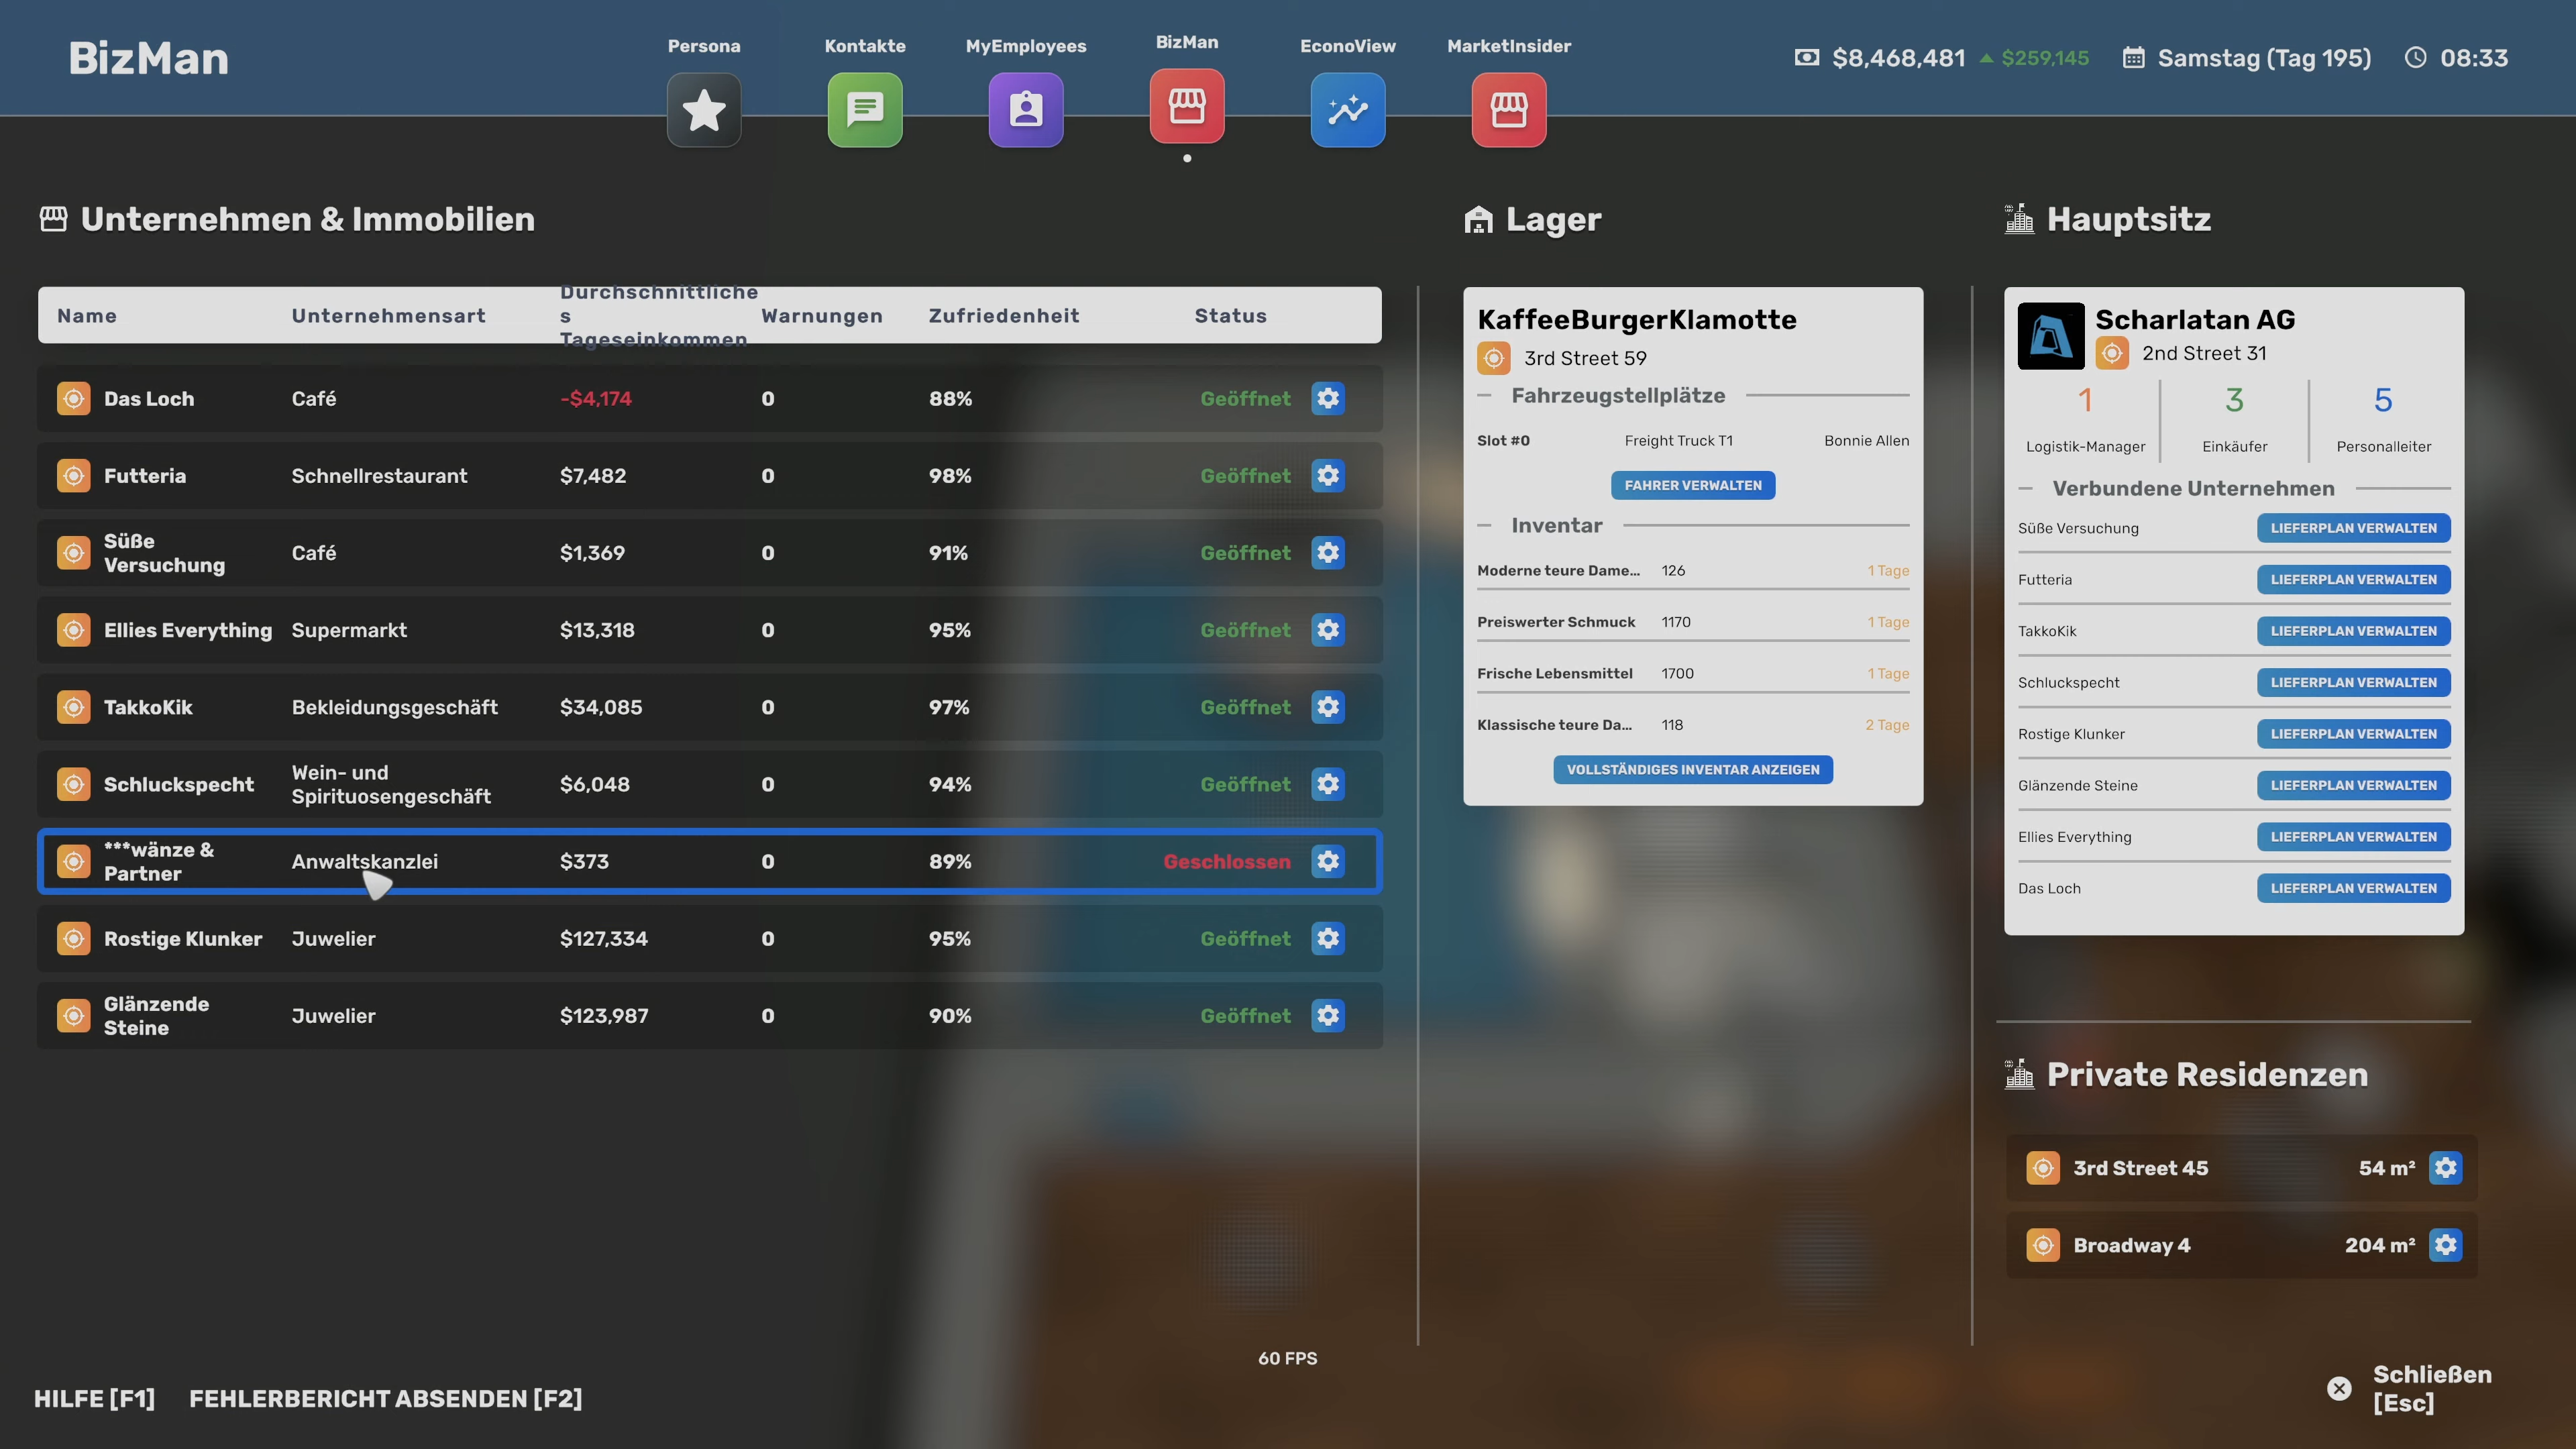 BizMan
Persona
Kontakte
MyEmployees
BizMan
EconoView
MarketInsider
$8,468,481 $259,145 Samstag (Tag 195) 08:33
Unternehmen & Immobilien
Name Unternehmensart Durchschnittliche
s
Tageseinkommen Warnungen Zufriedenheit Status
Das Loch Café -$4,174 0 88% Geöffnet
Futteria Schnellrestaurant $7,482 0 98% Geöffnet
Süße
Versuchung Café $1,369 0 91% Geöffnet
Ellies Everything Supermarkt $13,318 0 95% Geöffnet
TakkoKik Bekleidungsgeschäft $34,085 0 97% Geöffnet
Schluckspecht Wein- und
Spirituosengeschäft $6,048 0 94% Geöffnet
***wänze &
Partner Anwaltskanzlei $373 0 89% Geschlossen
Rostige Klunker Juwelier $127,334 0 95% Geöffnet
Glänzende
Steine Juwelier $123,987 0 90% Geöffnet
Lager
KaffeeBurgerKlamotte
3rd Street 59
Fahrzeugstellplätze
Slot #0 Freight Truck T1 Bonnie Allen
FAHRER VERWALTEN
Inventar
Moderne teure Dame... 126 1 Tage
Preiswerter Schmuck 1170 1 Tage
Frische Lebensmittel 1700 1 Tage
Klassische teure Da... 118 2 Tage
VOLLSTÄNDIGES INVENTAR ANZEIGEN
Hauptsitz
Scharlatan AG
2nd Street 31
1 3 5
Logistik-Manager Einkäufer Personalleiter
Verbundene Unternehmen
Süße Versuchung LIEFERPLAN VERWALTEN
Futteria LIEFERPLAN VERWALTEN
TakkoKik LIEFERPLAN VERWALTEN
Schluckspecht LIEFERPLAN VERWALTEN
Rostige Klunker LIEFERPLAN VERWALTEN
Glänzende Steine LIEFERPLAN VERWALTEN
Ellies Everything LIEFERPLAN VERWALTEN
Das Loch LIEFERPLAN VERWALTEN
Private Residenzen
3rd Street 45 54 m²
Broadway 4 204 m²
60 FPS
HILFE [F1] FEHLERBERICHT ABSENDEN [F2]
Schließen
[Esc]